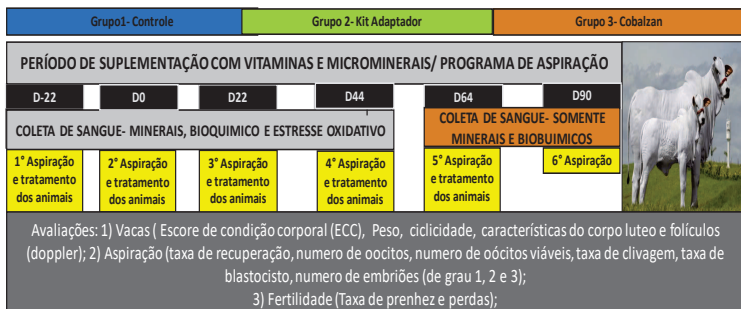 Grupo1- Controle Grupo 2- Kit Adaptador Grupo 3- Cobalzan
PERÍODO DE SUPLEMENTAÇÃO COM VITAMINAS E MICROMINERAIS/ PROGRAMA DE ASPIRAÇÃO
D-22 D0 D22 D44 D64 D90
COLETA DE SANGUE- MINERAIS, BIOQUIMICO E ESTRESSE OXIDATIVO
COLETA DE SANGUE- SOMENTE
MINERAIS E BIOBUIMICOS
1° Aspiração
e tratamento
dos animais
2° Aspiração
e tratamento
dos animais
3° Aspiração
e tratamento
dos animais
4° Aspiração
e tratamento
dos animais
5° Aspiração
e tratamento
dos animais
6° Aspiração
Avaliações: 1) Vacas ( Escore de condição corporal (ECC), Peso, ciclicidade, características do corpo luteo e folículos
(doppler); 2) Aspiração (taxa de recuperação, numero de oocitos, numero de oócitos viáveis, taxa de clivagem, taxa de
blastocisto, numero de embriões (de grau 1, 2 e 3);
3) Fertilidade (Taxa de prenhez e perdas);